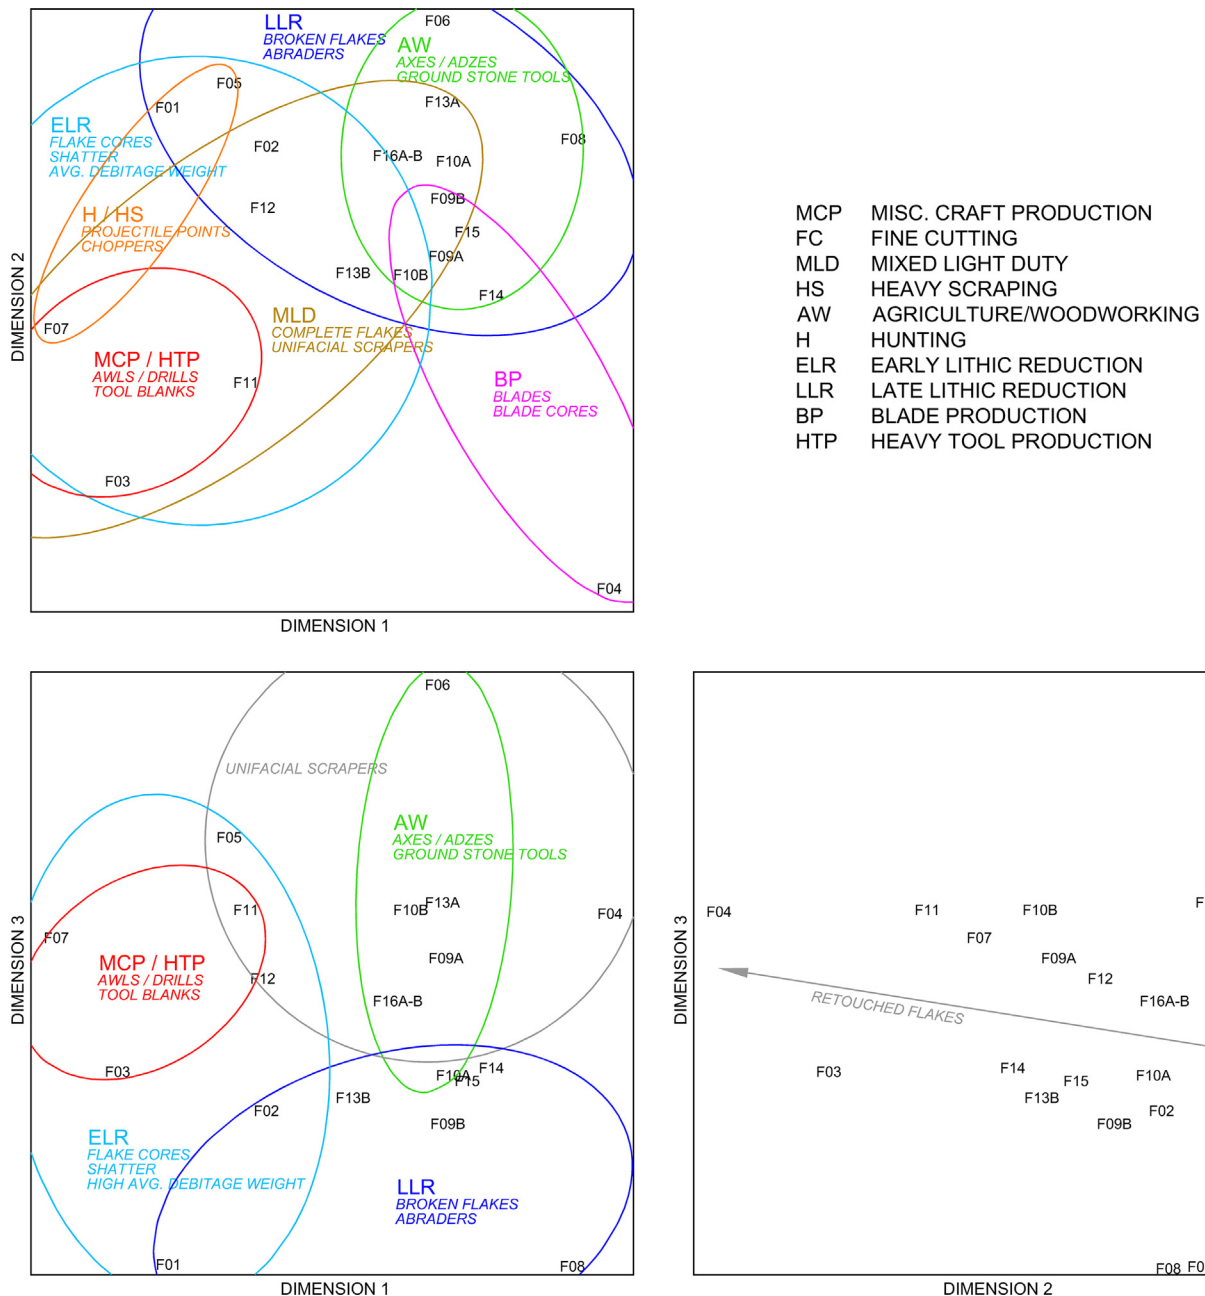 LLR
BROKEN FLAKES
ABRADERS
F06
AW
AXES / ADZES
GROUND STONE TOOLS
F05
F01
F13A
ELR
FLAKE CORES
SHATTER
AVG. DEBITAGE WEIGHT
F02
F08
F16A-B
F10A
F09B
F12
H / HS
PROJECTILE POINTS
CHOPPERS
F15
F09A
F13B
F10B
F14
F07
MLD
COMPLETE FLAKES
UNIFACIAL SCRAPERS
MCP / HTP
AWLS / DRILLS
TOOL BLANKS
F11
BP
BLADES
BLADE CORES
F03
F04
DIMENSION 2
DIMENSION 1
MCP MISC. CRAFT PRODUCTION
FC FINE CUTTING
MLD MIXED LIGHT DUTY
HS HEAVY SCRAPING
AW AGRICULTURE/WOODWORKING
H HUNTING
ELR EARLY LITHIC REDUCTION
LLR LATE LITHIC REDUCTION
BP BLADE PRODUCTION
HTP HEAVY TOOL PRODUCTION
F06
UNIFACIAL SCRAPERS
AW
AXES / ADZES
GROUND STONE TOOLS
F05
F11
F10B
F13A
F04
F07
F09A
MCP / HTP
AWLS / DRILLS
TOOL BLANKS
F12
F16A-B
F03
F14
F10A
F15
F13B
F02
F09B
ELR
FLAKE CORES
SHATTER
HIGH AVG. DEBITAGE WEIGHT
LLR
BROKEN FLAKES
ABRADERS
F01
F08
DIMENSION 3
DIMENSION 1
F04
F11
F10B
F
F07
F09A
F12
RETOUCHED FLAKES
F16A-B
F03
F14
F15
F10A
F13B
F02
F09B
F08
F0
DIMENSION 3
DIMENSION 2